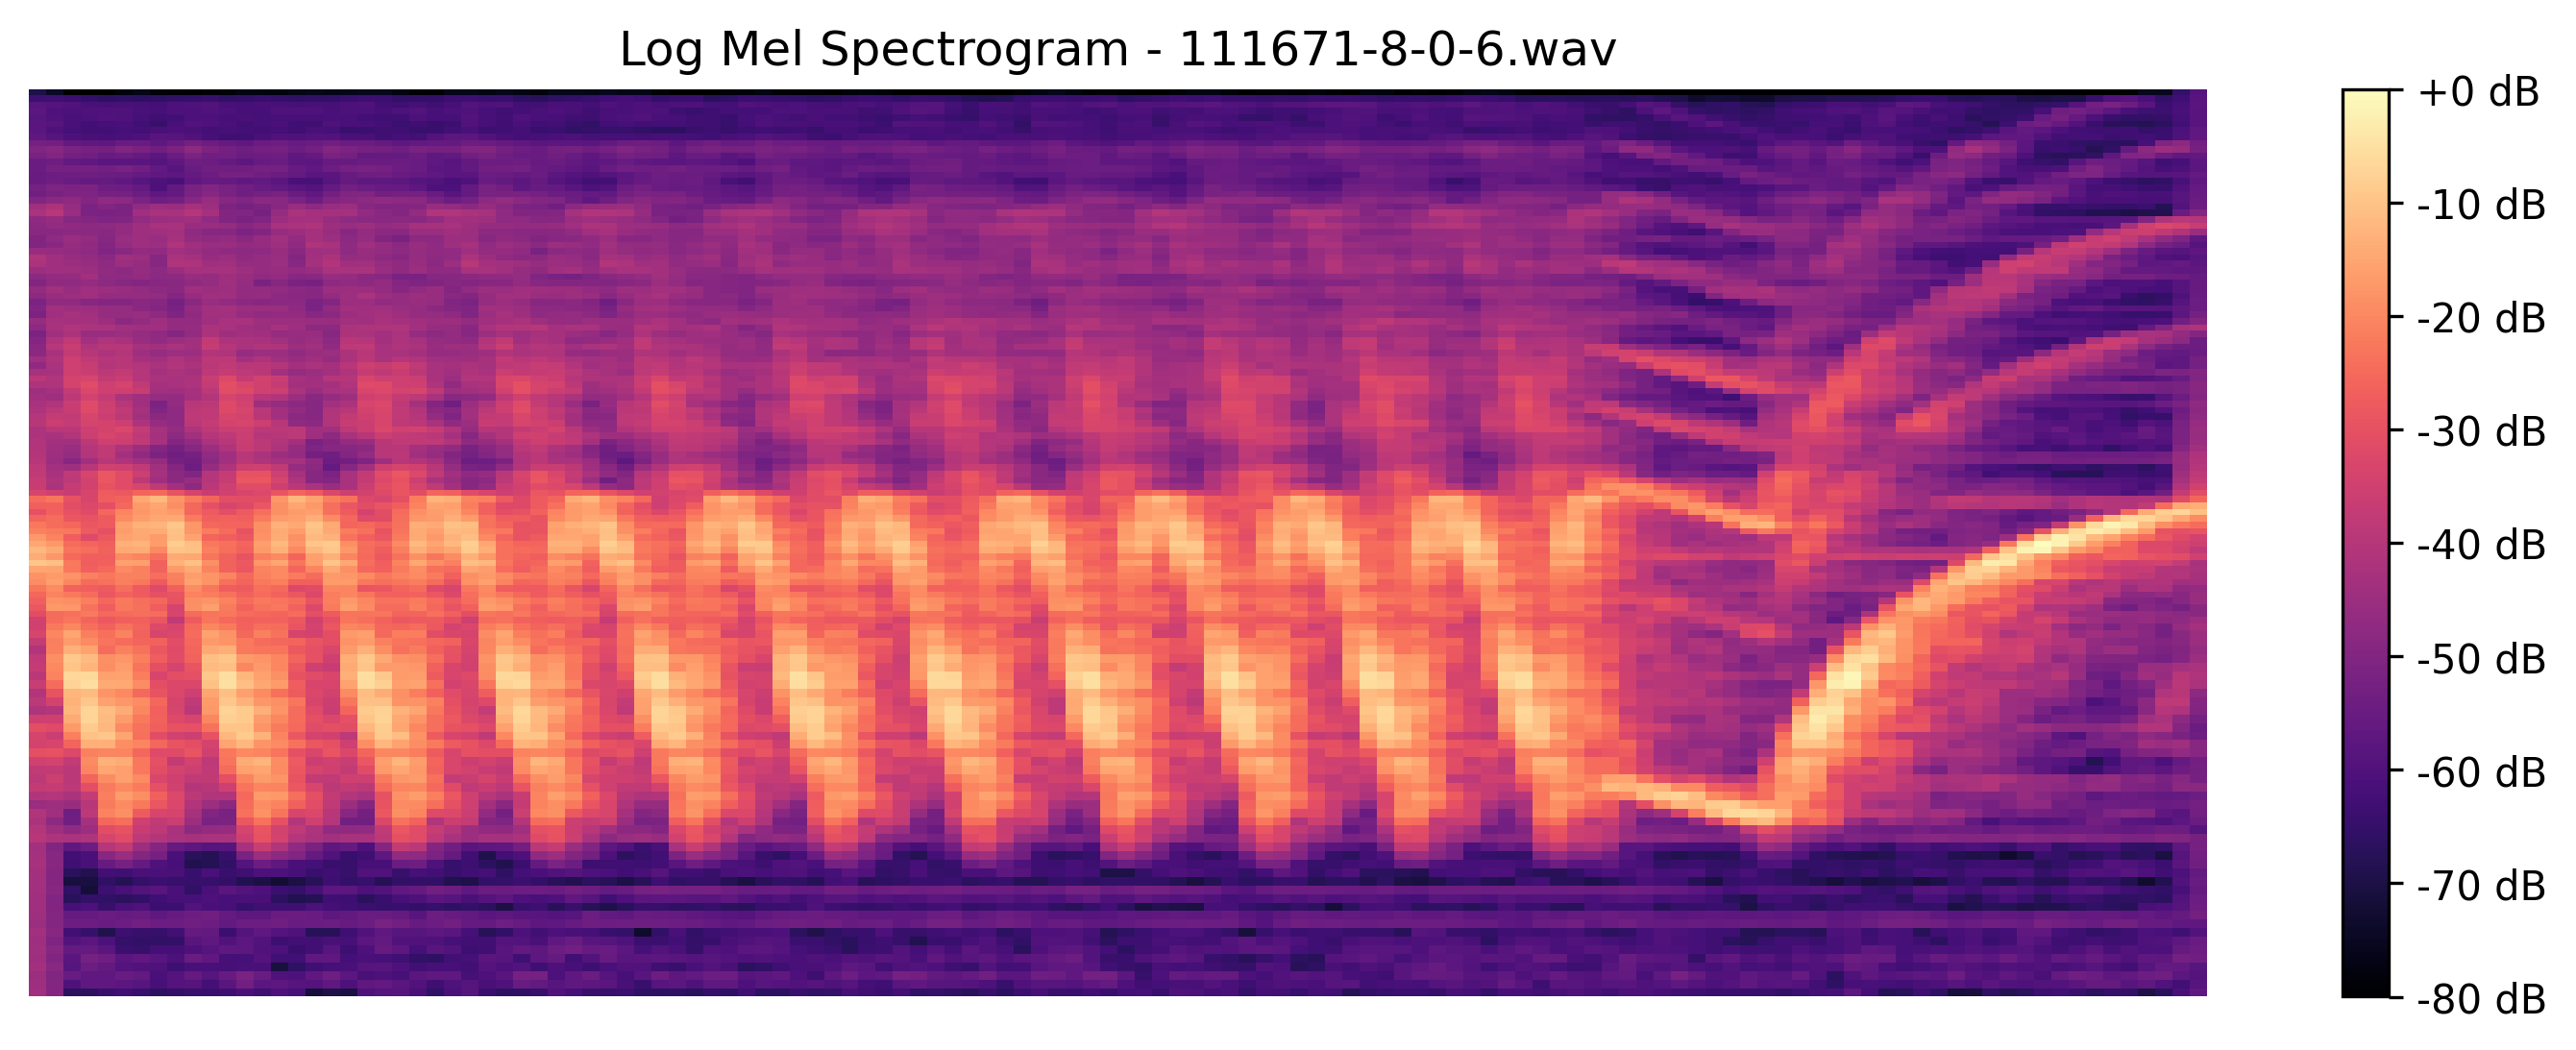 Log Mel Spectrogram - 111671-8-0-6.wav
+0 dB
-10 dB
-20 dB
-30 dB
-40 dB
-50 dB
-60 dB
-70 dB
-80 dB